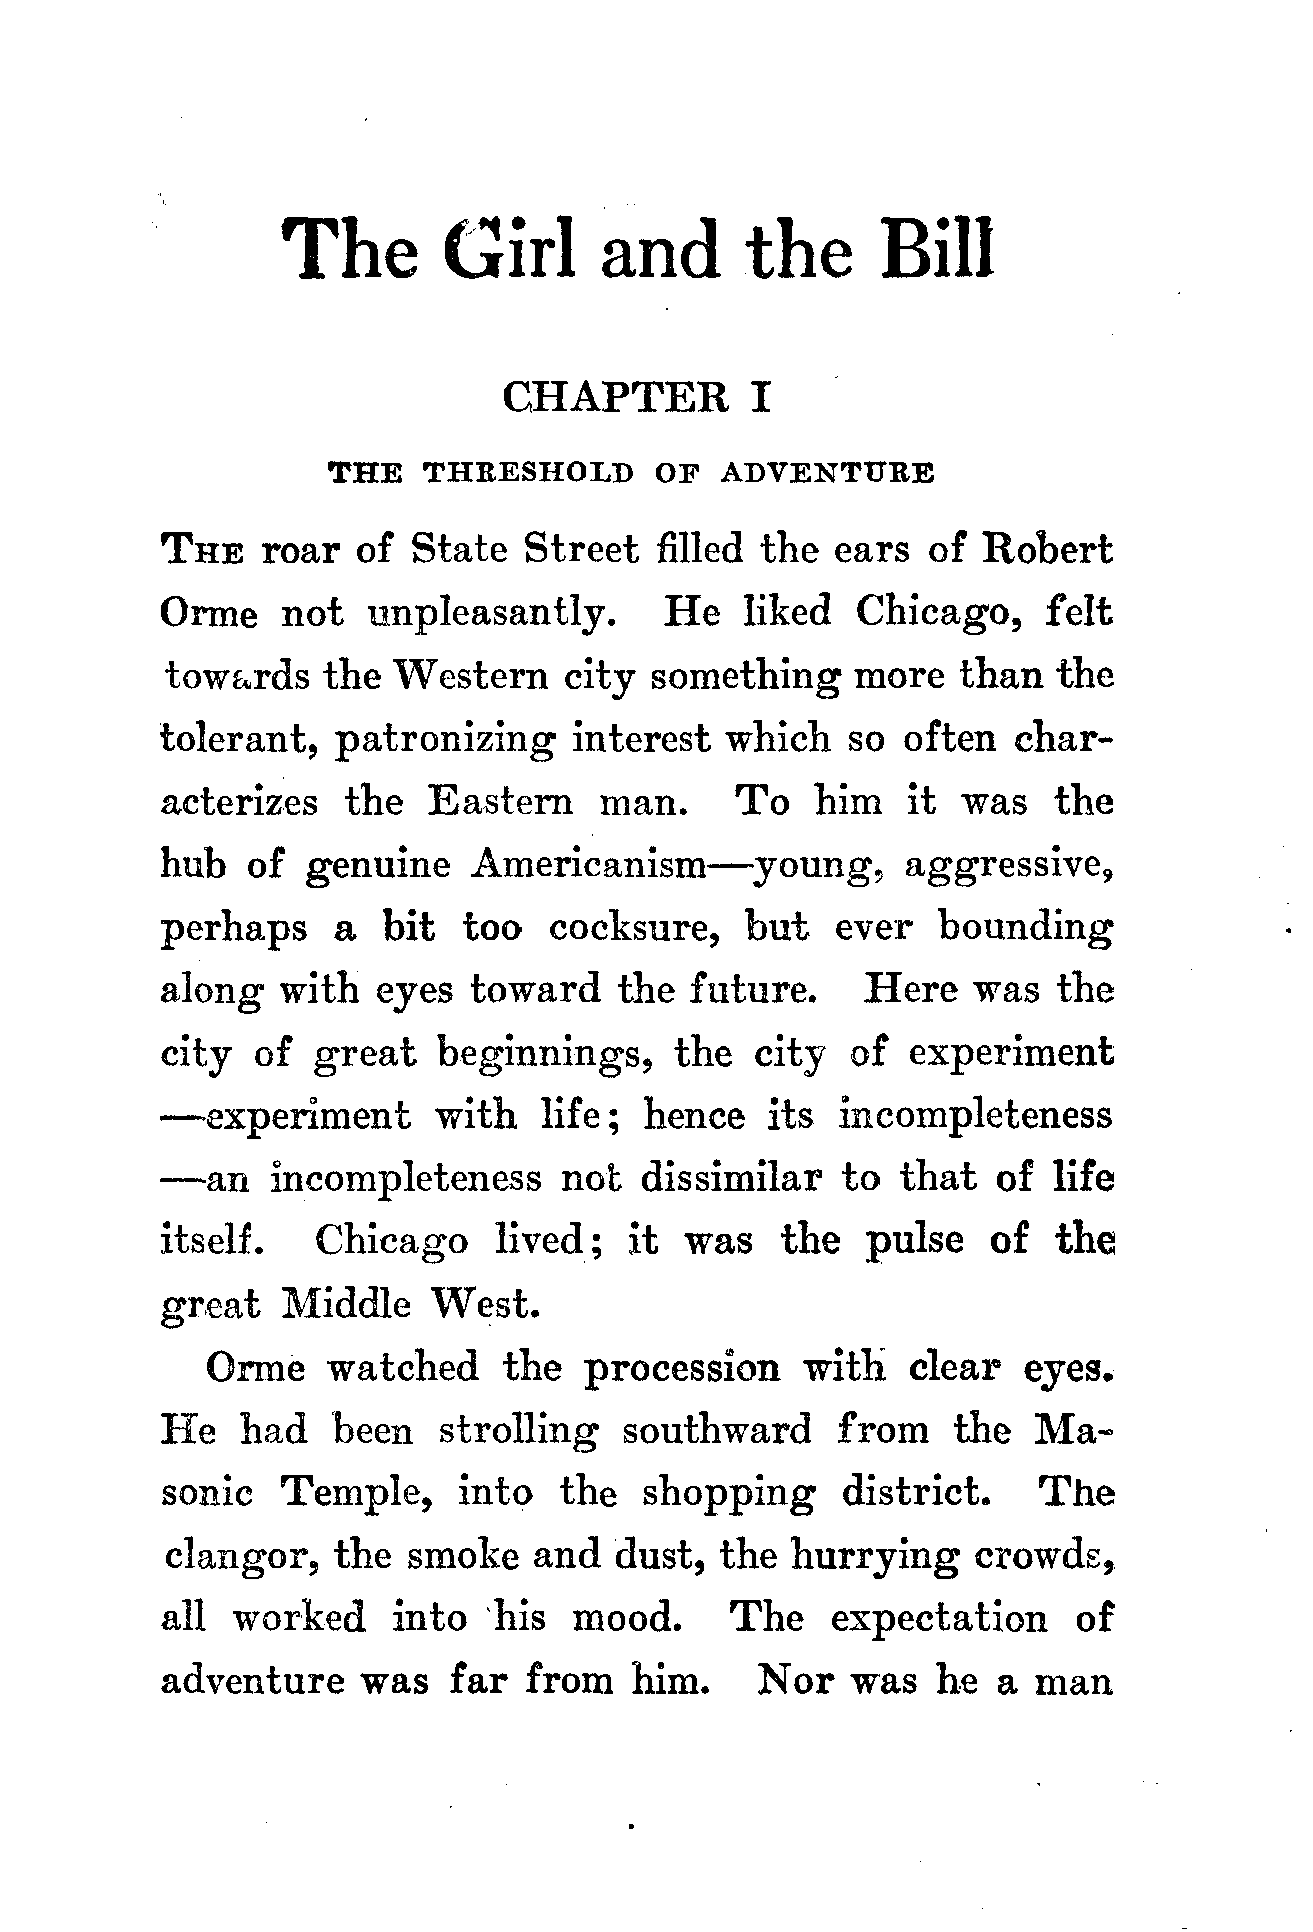 The Girl and the Bill
CHAPTER I
THE THRESHOLD OF ADVENTURE
THE roar of State Street filled the ears of Robert
Orme not unpleasantly. He liked Chicago, felt
towards the Western city something more than the
tolerant, patronizing interest which so often char-
acterizes the Eastern man. To him it was the
hub of genuine Americanism—young, aggressive,
perhaps a bit too cocksure, but ever bounding
along with eyes toward the future. Here was the
city of great beginnings, the city of experiment
—experiment with life; hence its incompleteness
—an incompleteness not dissimilar to that of life
itself. Chicago lived; it was the pulse of the
great Middle West.
Orme watched the procession with clear eyes.
He had been strolling southward from the Ma-
sonic Temple, into the shopping district. The
clangor, the smoke and dust, the hurrying crowds,
all worked into his mood. The expectation of
adventure was far from him. Nor was he a man